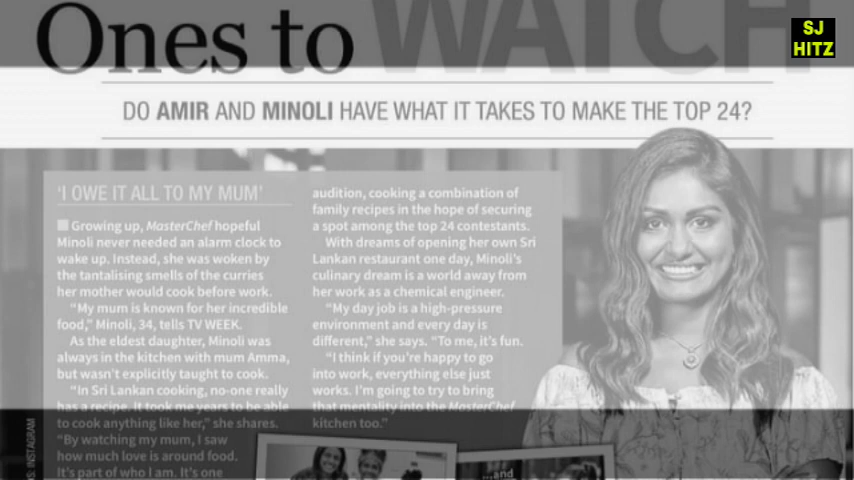 Ones to WATCH
SJ
HITZ
DO AMIR AND MINOLI HAVE WHAT IT TAKES TO MAKE THE TOP 24?
'I OWE IT ALL TO MY MUM'
Growing up, MasterChef hopeful
Minoli never needed an alarm clock to
wake up. Instead, she was woken by
the tantalising smells of the curries
her mother would cook before work.
“My mum is known for her incredible
food,” Minoli, 34, tells TV WEEK.
As the eldest daughter, Minoli was
always in the kitchen with mum Amma,
but wasn't explicitly taught to cook.
“In Sri Lankan cooking, no-one really
has a recipe. It took me years to be able
to cook anything like her,” she shares.
“By watching my mum, I saw
how much love is around food.
It's part of who I am. It's one
audition, cooking a combination of
family recipes in the hope of securing
a spot among the top 24 contestants.
With dreams of opening her own Sri
Lankan restaurant one day, Minoli's
culinary dream is a world away from
her work as a chemical engineer.
“My day job is a high-pressure
environment and every day is
different,” she says. “To me, it's fun.
“I think if you're happy to go
into work, everything else just
works. I'm going to try to bring
that mentality into the MasterChef
kitchen too.”
...and
: INSTAGRAM